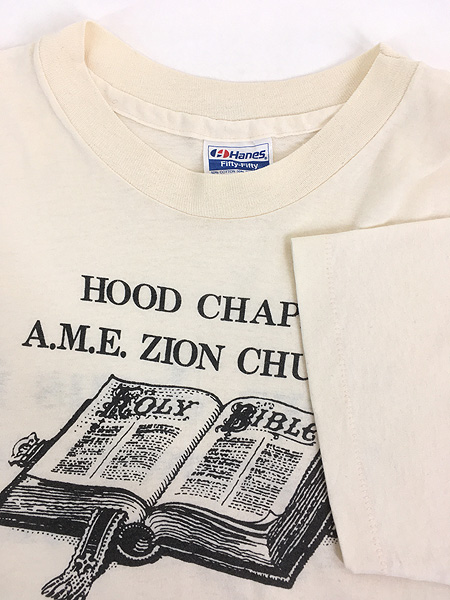 Hanes
Fifty-Fifty
HOOD CHAP
A.M.E. ZION CHU
HOLY BIBLE